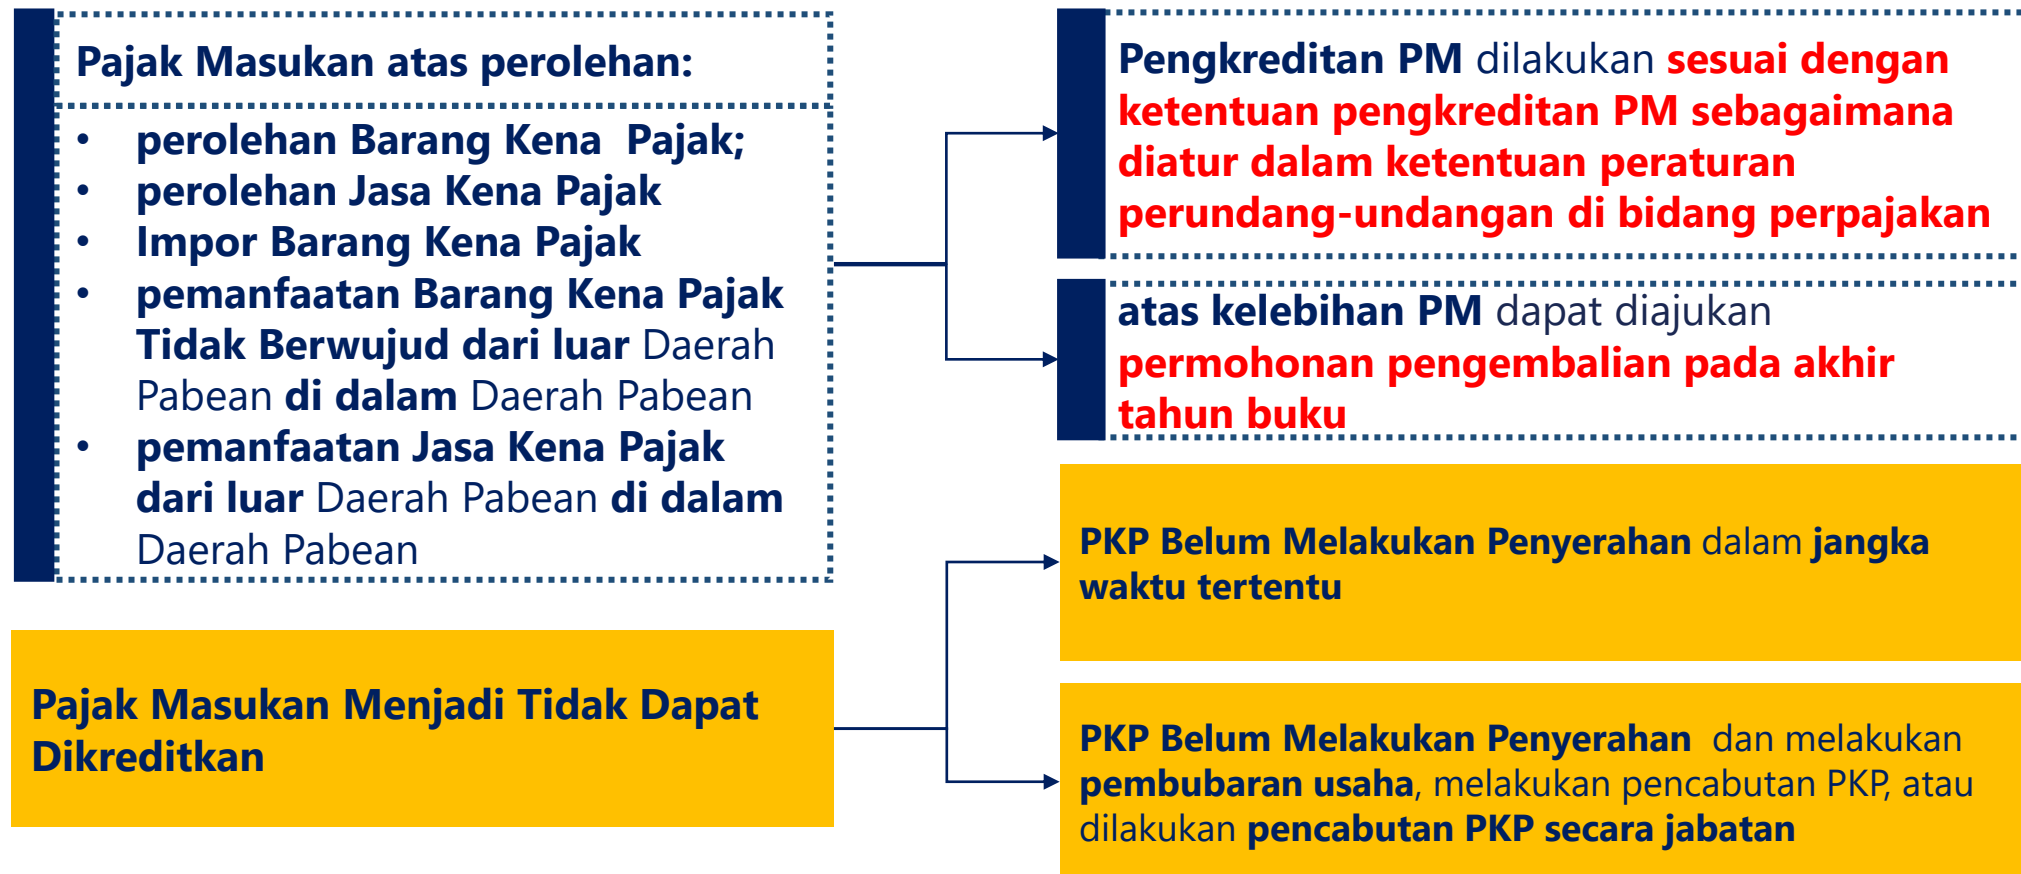 Pajak Masukan atas perolehan:
• perolehan Barang Kena Pajak;
• perolehan Jasa Kena Pajak
• Impor Barang Kena Pajak
• pemanfaatan Barang Kena Pajak
Tidak Berwujud dari luar Daerah
Pabean di dalam Daerah Pabean
• pemanfaatan Jasa Kena Pajak
dari luar Daerah Pabean di dalam
Daerah Pabean
Pengkreditan PM dilakukan sesuai dengan
ketentuan pengkreditan PM sebagaimana
diatur dalam ketentuan peraturan
perundang-undangan di bidang perpajakan
atas kelebihan PM dapat diajukan
permohonan pengembalian pada akhir
tahun buku
Pajak Masukan Menjadi Tidak Dapat
Dikreditkan
PKP Belum Melakukan Penyerahan dalam jangka
waktu tertentu
PKP Belum Melakukan Penyerahan dan melakukan
pembubaran usaha, melakukan pencabutan PKP, atau
dilakukan pencabutan PKP secara jabatan